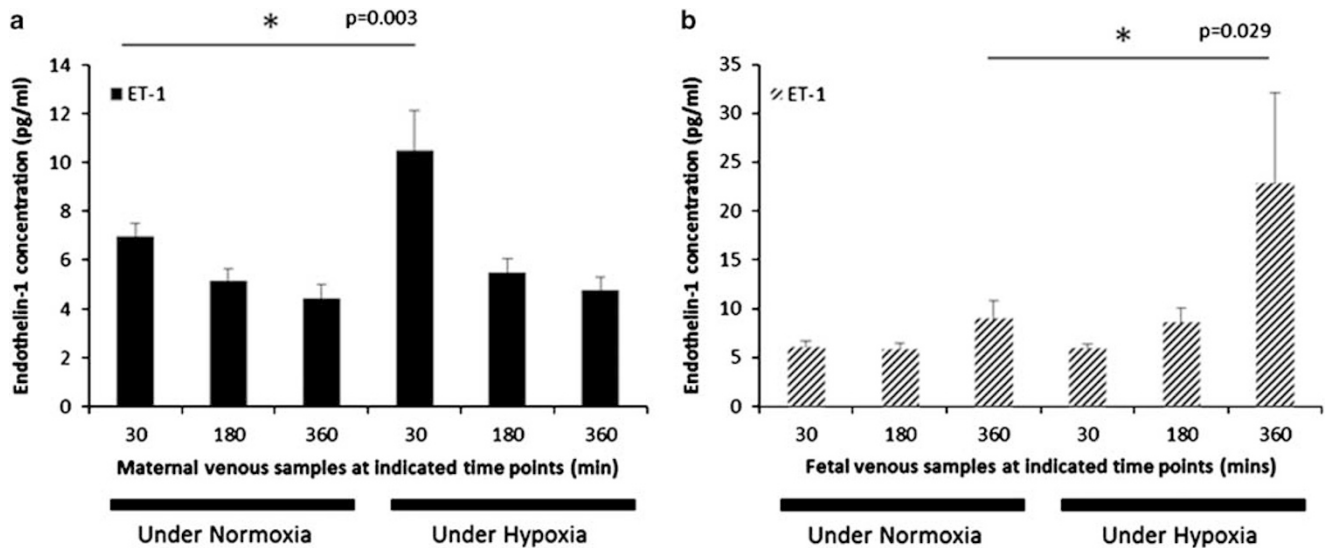 a
* p=0.003
Endothelin-1 concentration (pg/ml)
14
12
10
8
6
4
2
0
ET-1
30 180 360 30 180 360
Maternal venous samples at indicated time points (min)
Under Normoxia Under Hypoxia
b
* p=0.029
Endothelin-1 concentration (pg/ml)
35
30
25
20
15
10
5
0
ET-1
30 180 360 30 180 360
Fetal venous samples at indicated time points (mins)
Under Normoxia Under Hypoxia